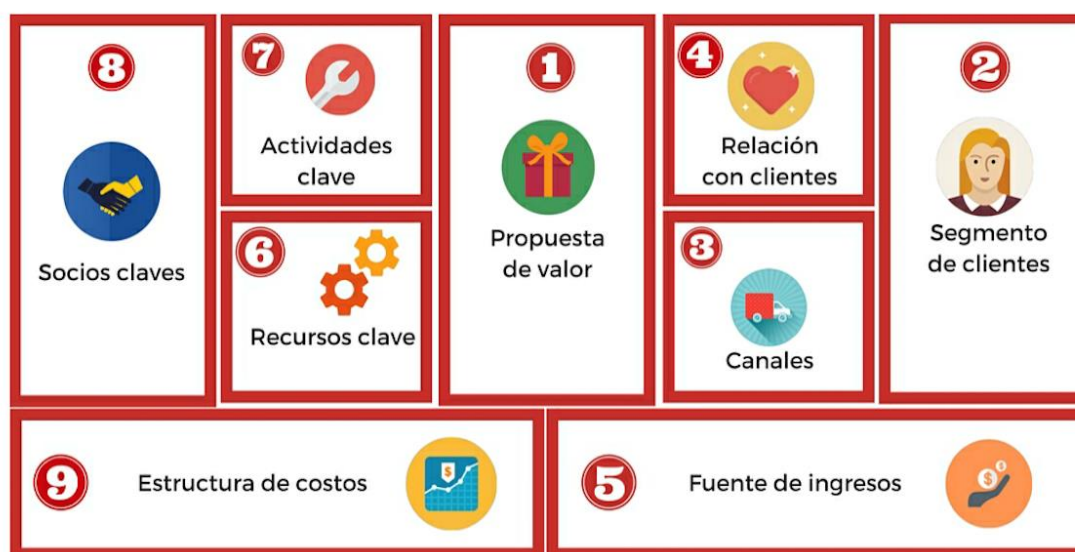 8
Socios claves
7
Actividades
clave
6
Recursos clave
1
Propuesta
de valor
4
Relación
con clientes
3
Canales
2
Segmento
de clientes
9
Estructura de costos
$
5
Fuente de ingresos
$
$